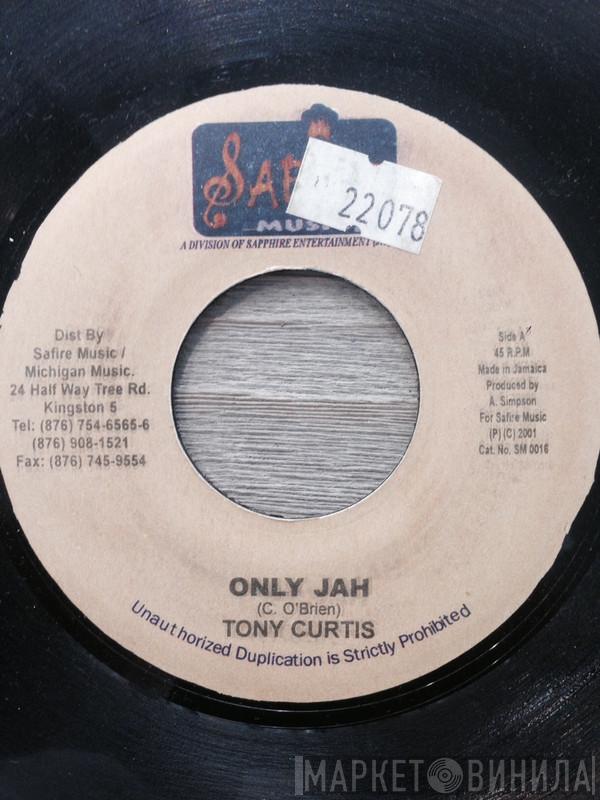 22078
MUS
A DIVISION OF SAPPHIRE ENTERTAINMENT
Dist By
Safire Music /
Michigan Music.
24 Half Way Tree Rd.
Kingston 5
Tel: (876) 754-6565-6
(876) 908-1521
Fax: (876) 745-9554
Side A
45 R.P.M
Made in Jamaica
Produced by
A. Simpson
For Safire Music
(P) (C) 2001
Cat. No. SM 0016
ONLY JAH
(C. O'Brien)
TONY CURTIS
Unauthorized Duplication is Strictly Prohibited
МАРКЕТ ВИНИЛА